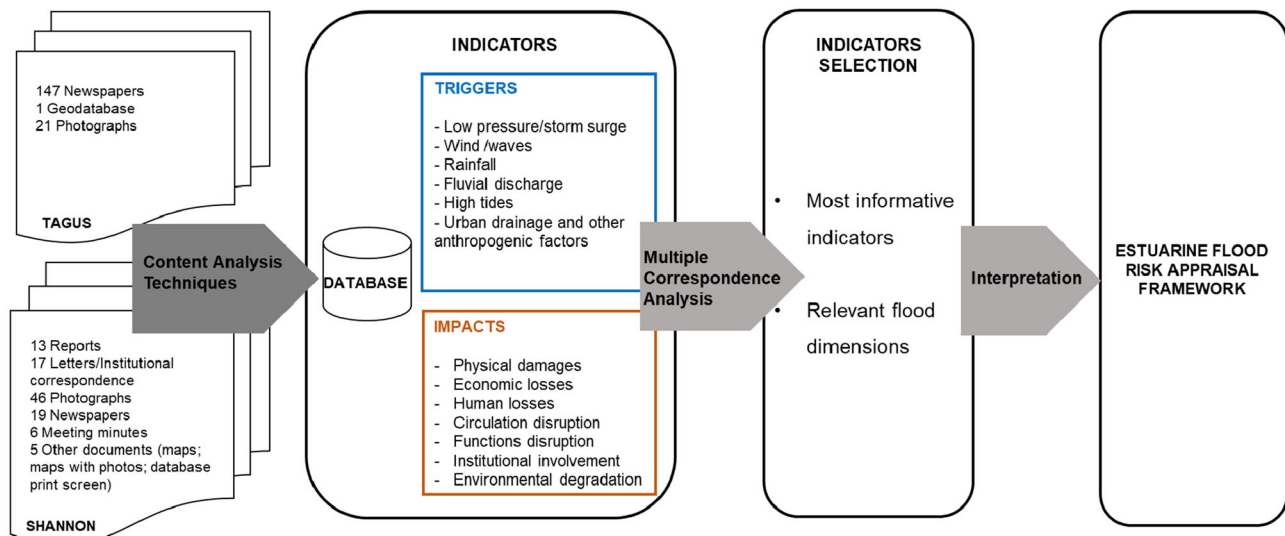 147 Newspapers
1 Geodatabase
21 Photographs
TAGUS
13 Reports
17 Letters/Institutional
correspondence
46 Photographs
19 Newspapers
6 Meeting minutes
5 Other documents (maps;
maps with photos; database
print screen)
SHANNON
Content Analysis
Techniques
INDICATORS
DATABASE
TRIGGERS
- Low pressure/storm surge
- Wind /waves
- Rainfall
- Fluvial discharge
- High tides
- Urban drainage and other
anthropogenic factors
IMPACTS
- Physical damages
- Economic losses
- Human losses
- Circulation disruption
- Functions disruption
- Institutional involvement
- Environmental degradation
Multiple
Correspondence
Analysis
INDICATORS
SELECTION
• Most informative
indicators
• Relevant flood
dimensions
Interpretation
ESTUARINE FLOOD
RISK APPRAISAL
FRAMEWORK